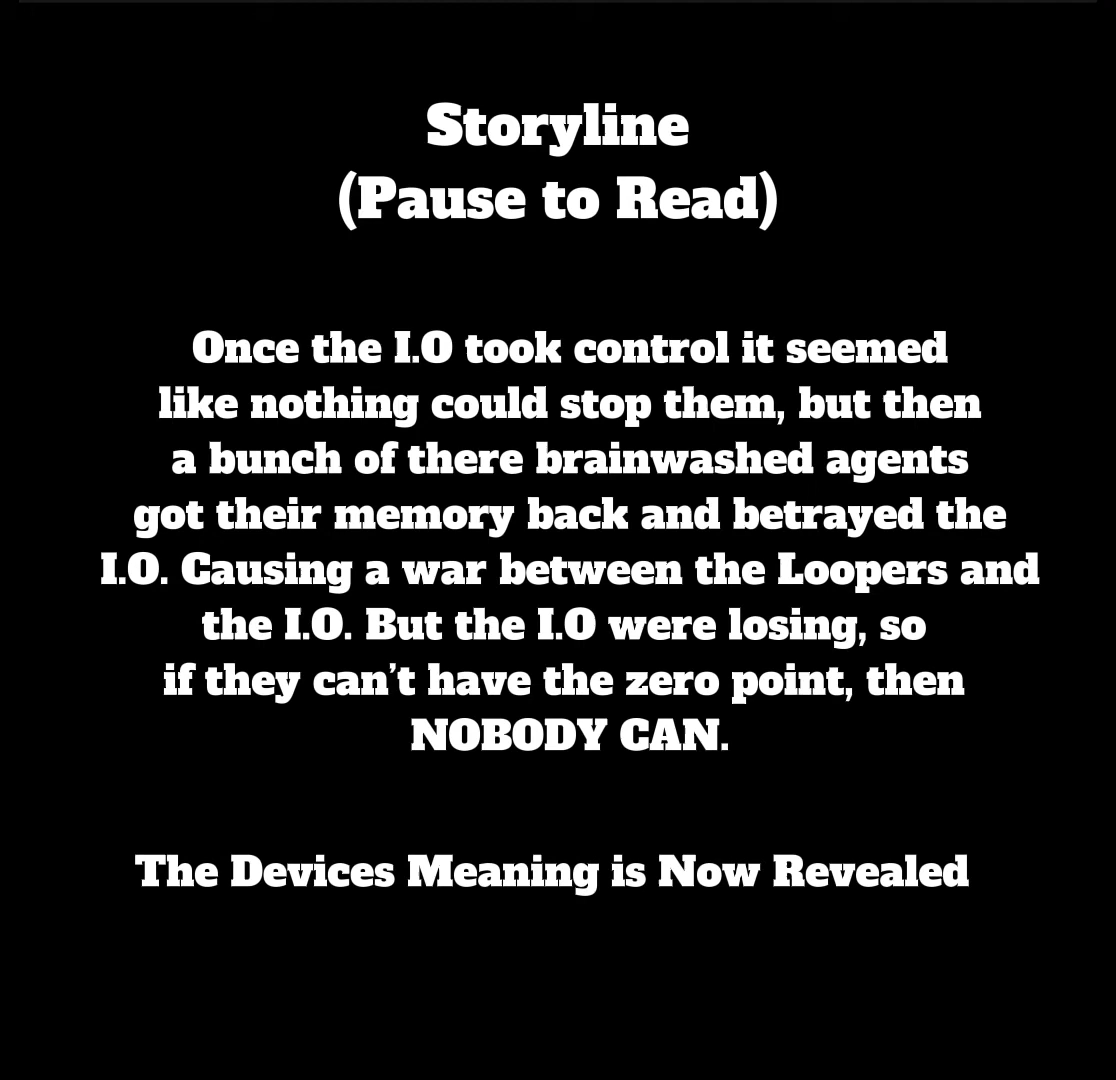 Storyline
(Pause to Read)
Once the I.O took control it seemed
like nothing could stop them, but then
a bunch of there brainwashed agents
got their memory back and betrayed the
I.O. Causing a war between the Loopers and
the I.O. But the I.O were losing, so
if they can’t have the zero point, then
NOBODY CAN.
The Devices Meaning is Now Revealed